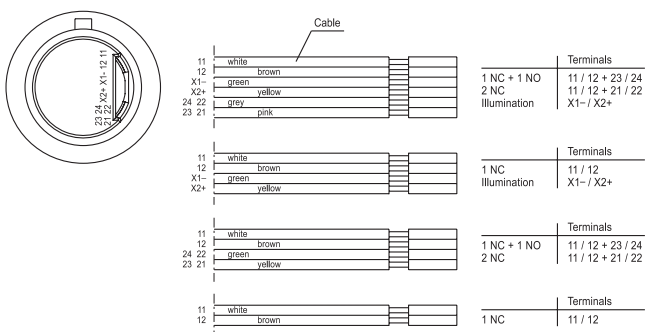 Cable
11 white
12 brown
X1– green
X2+ yellow
24 22 grey
23 21 pink
Terminals
1 NC + 1 NO 11 / 12 + 23 / 24
2 NC 11 / 12 + 21 / 22
Illumination X1– / X2+
23 24 X2+ X1- 12 11
21 22
11 white
12 brown
X1– green
X2+ yellow
Terminals
1 NC 11 / 12
Illumination X1– / X2+
11 white
12 brown
24 22 green
23 21 yellow
Terminals
1 NC + 1 NO 11 / 12 + 23 / 24
2 NC 11 / 12 + 21 / 22
11 white
12 brown
Terminals
1 NC 11 / 12